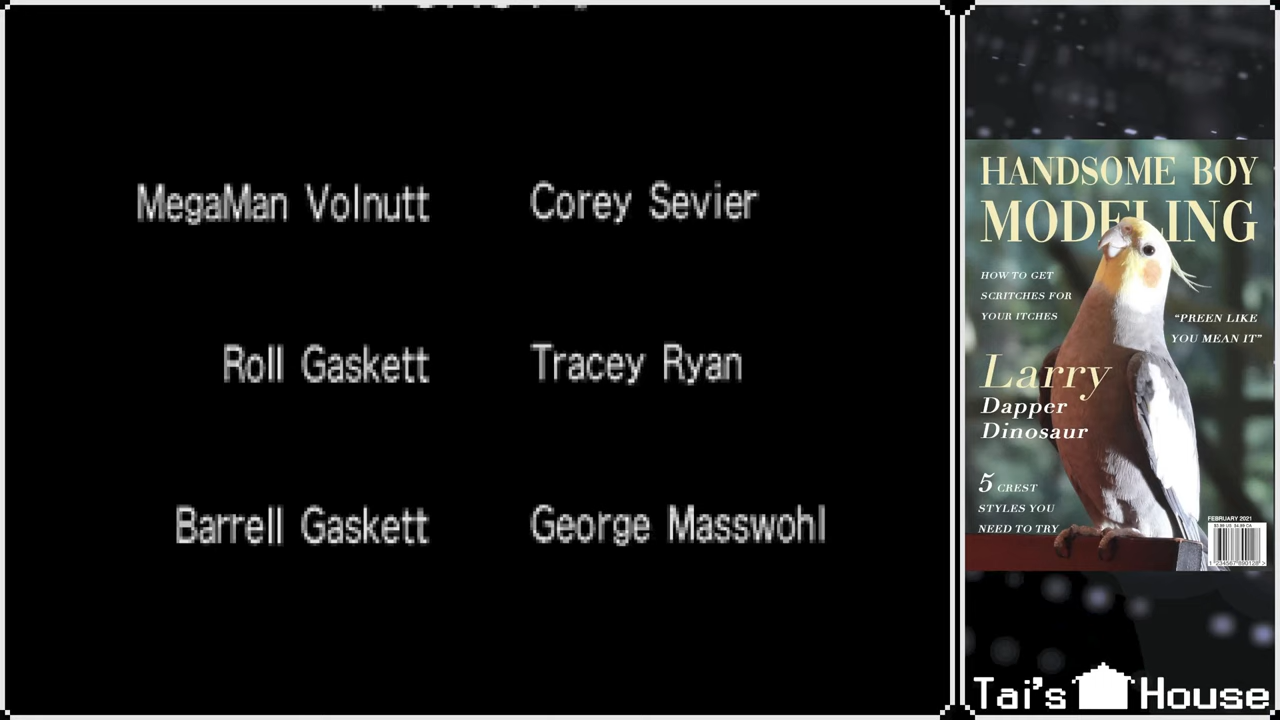 MegaMan Volnutt Corey Sevier
Roll Gaskett Tracey Ryan
Barrell Gaskett George Masswohl
HANDSOME BOY
MODELING
HOW TO GET
SCRITCHES FOR
YOUR ITCHES
"PREEN LIKE
YOU MEAN IT"
Larry
Dapper
Dinosaur
5 CREST
STYLES YOU
NEED TO TRY
FEBRUARY 2021
Tai's House